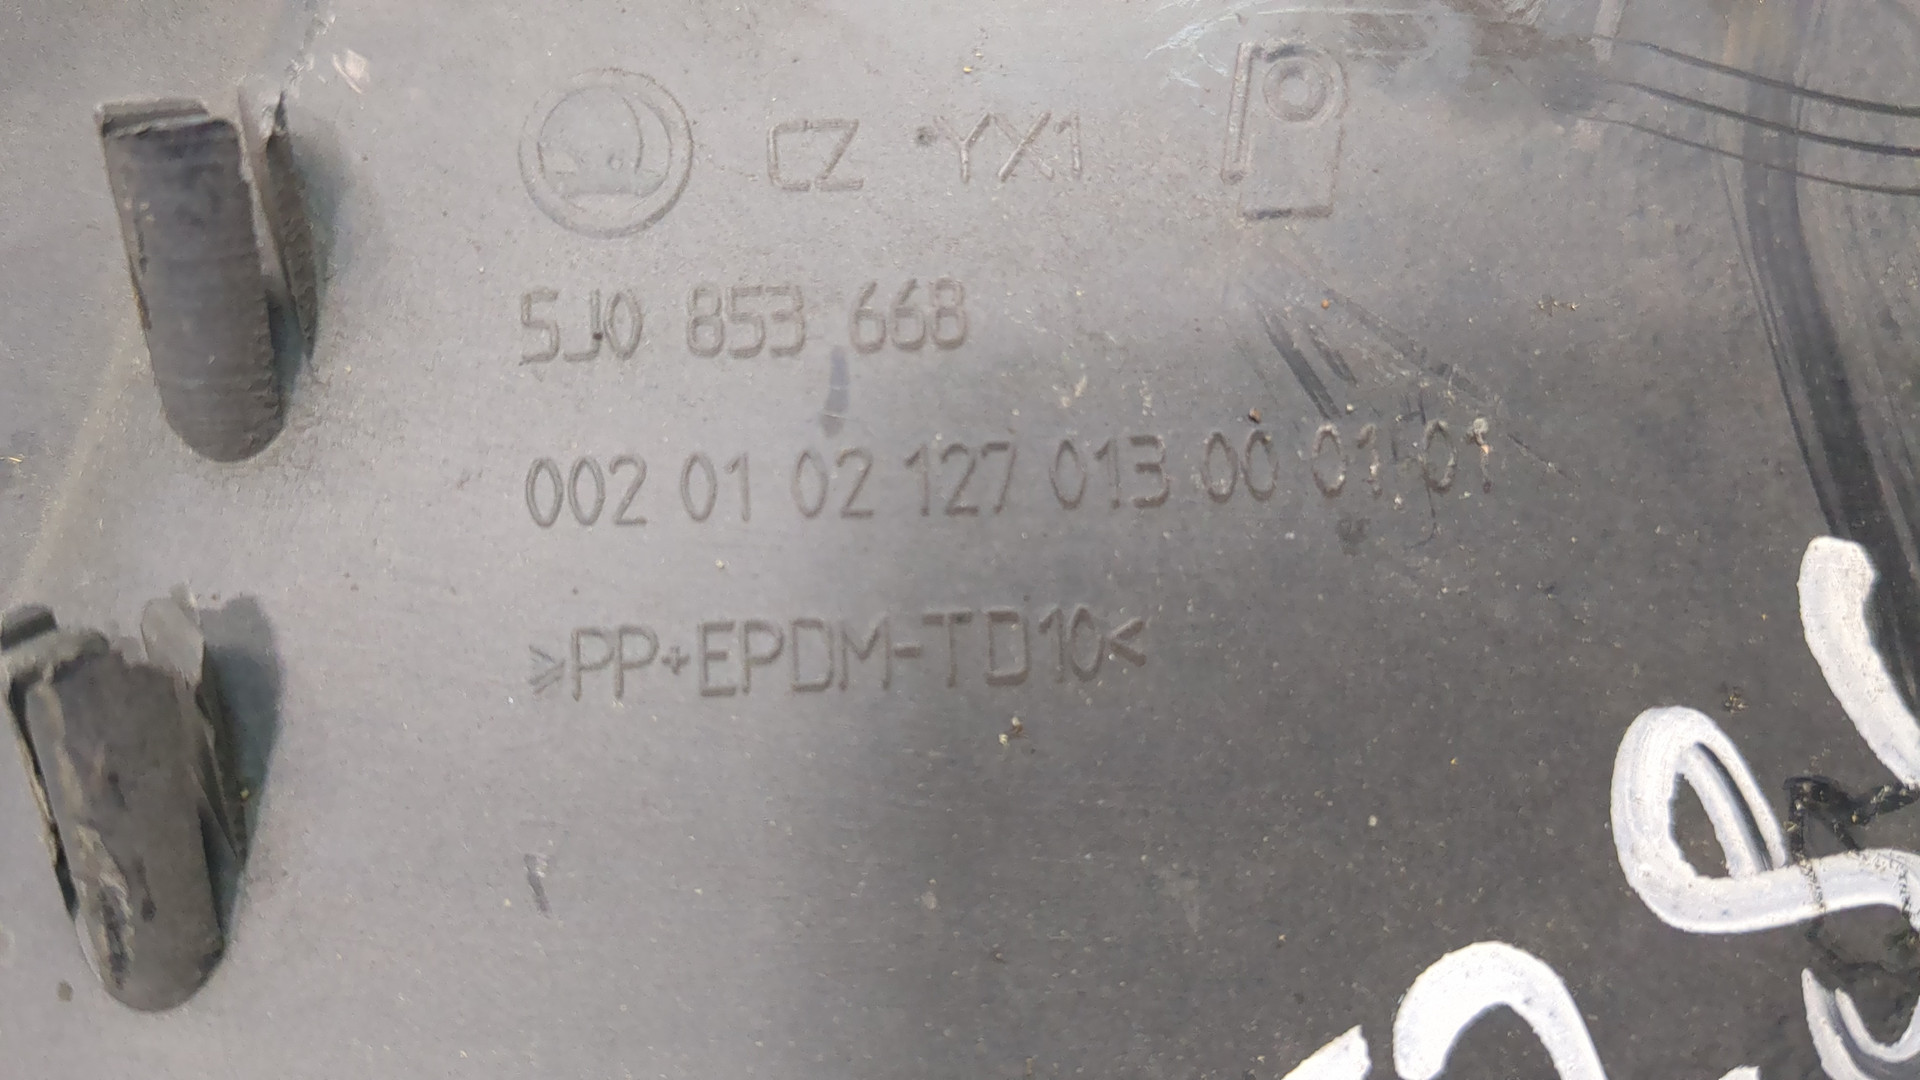 CZ YX1
5J0 853 668
002 01 02 127 013 00 01 01
>PP+EPDM-TD10<